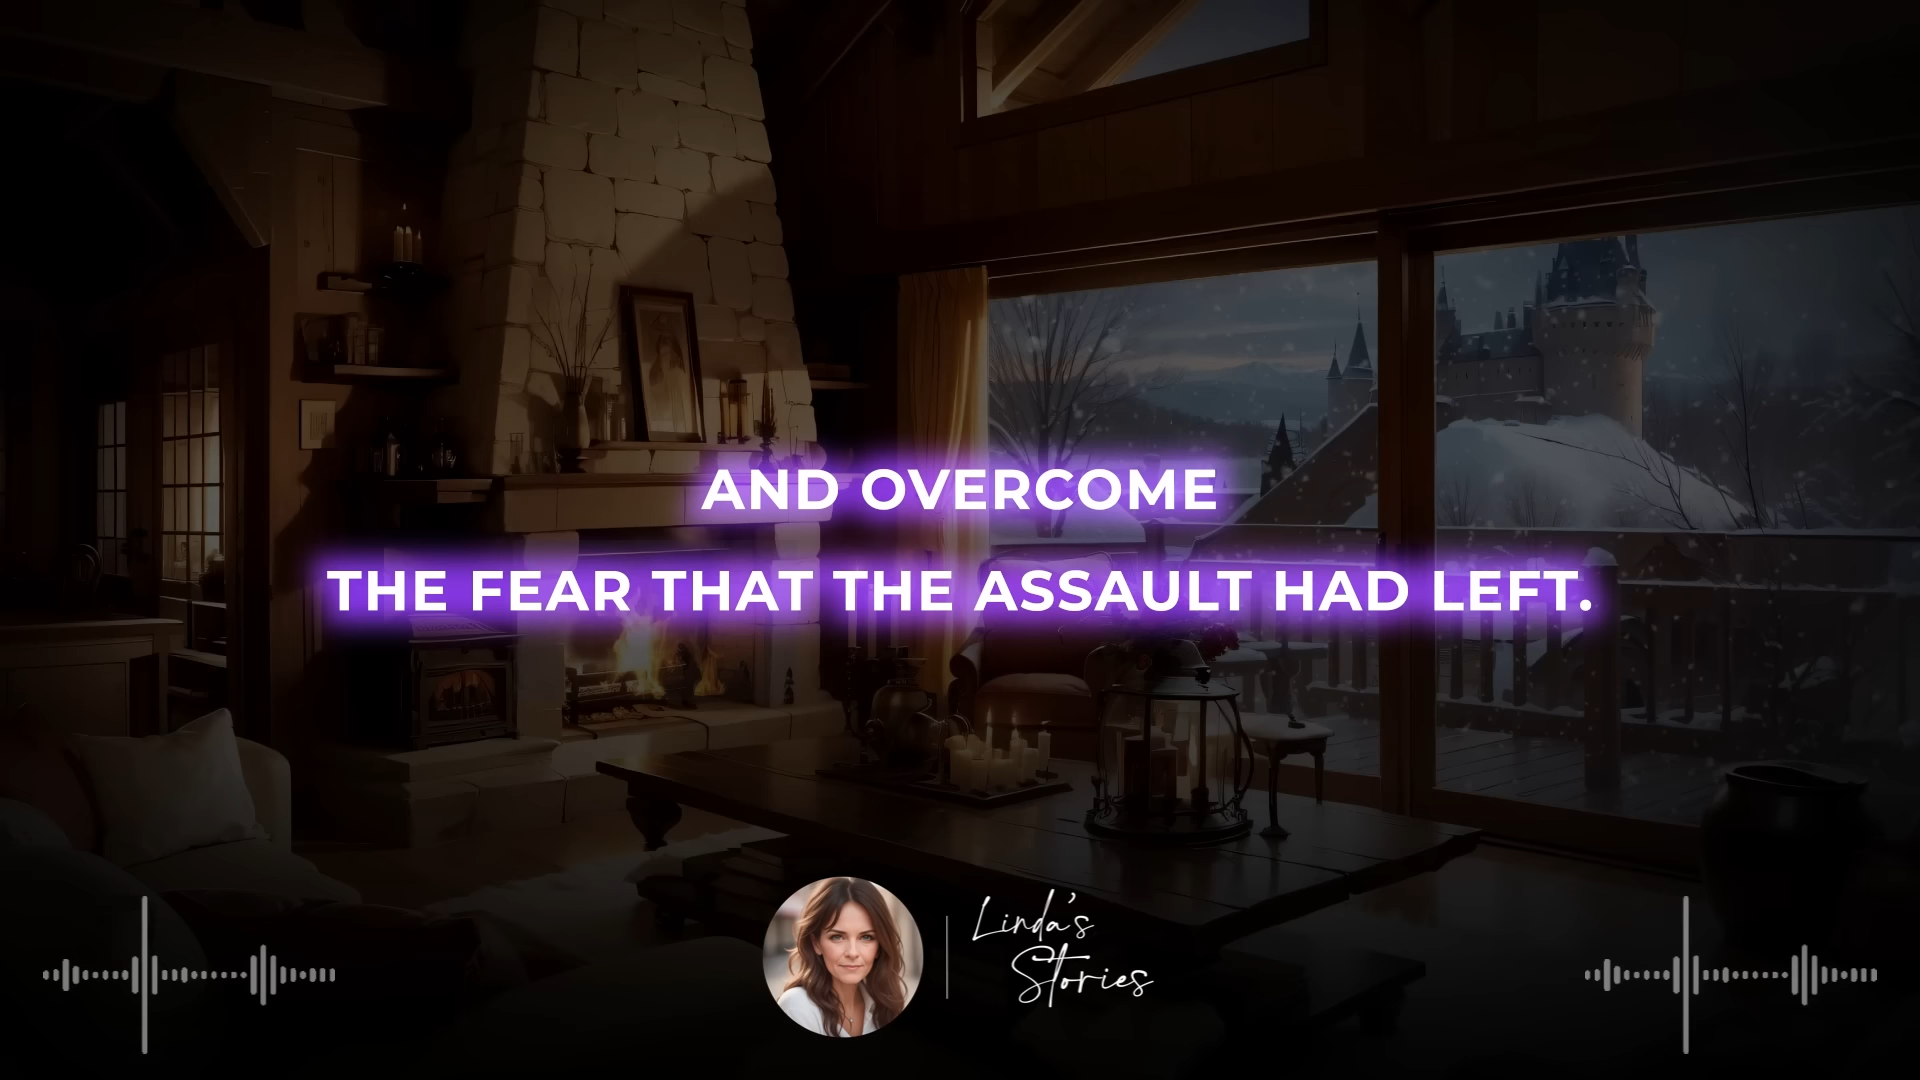 AND OVERCOME
THE FEAR THAT THE ASSAULT HAD LEFT.
Linda's
Stories